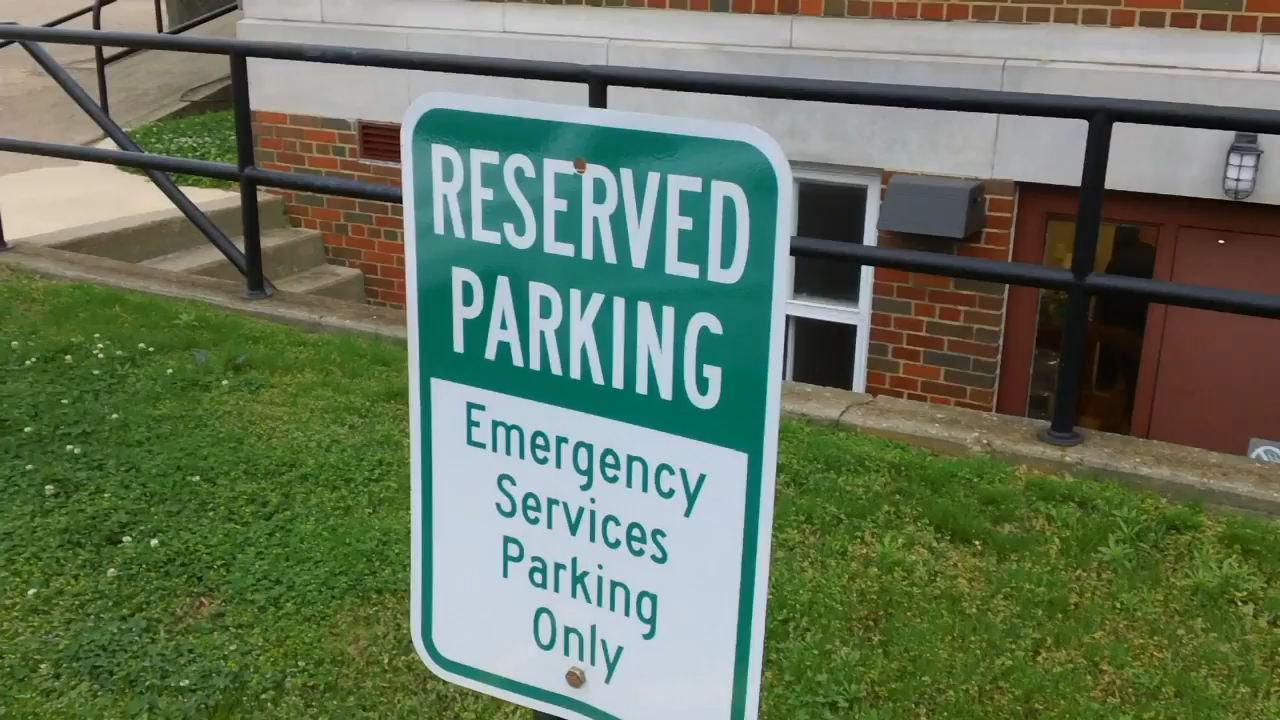 RESERVED
PARKING
Emergency
Services
Parking
Only